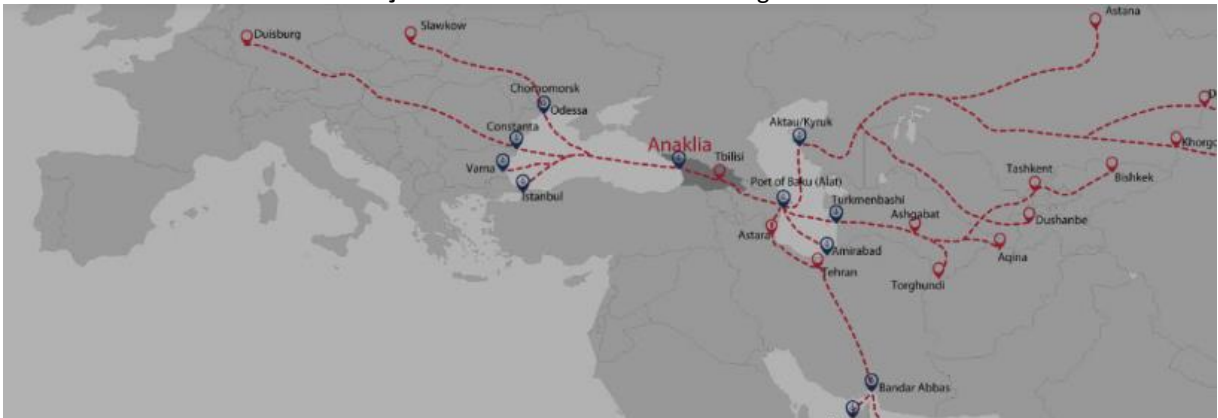 Astana
Duisburg
Slawkow
Chornomorsk
Odessa
Constanta
Varna
Istanbul
Anaklia
Tbilisi
Aktau/Kyruk
Port of Baku (Alat)
Turkmenbashi
Astara
Amirabad
Tehran
Ashgabat
Tashkent
Bishkek
Dushanbe
Aqina
Torghundi
Khorgo
Bandar Abbas